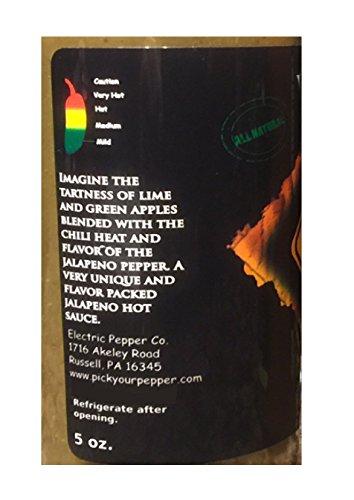 Caution
Very Hot
Hot
Medium
Mild
ALL NATURAL
IMAGINE THE
TARTNESS OF LIME
AND GREEN APPLES
BLENDED WITH THE
CHILI HEAT AND
FLAVOR OF THE
JALAPENO PEPPER. A
VERY UNIQUE AND
FLAVOR PACKED
JALAPENO HOT
SAUCE.
Electric Pepper Co.
1716 Akeley Road
Russell, PA 16345
www.pickyourpepper.com
Refrigerate after
opening.
5 oz.